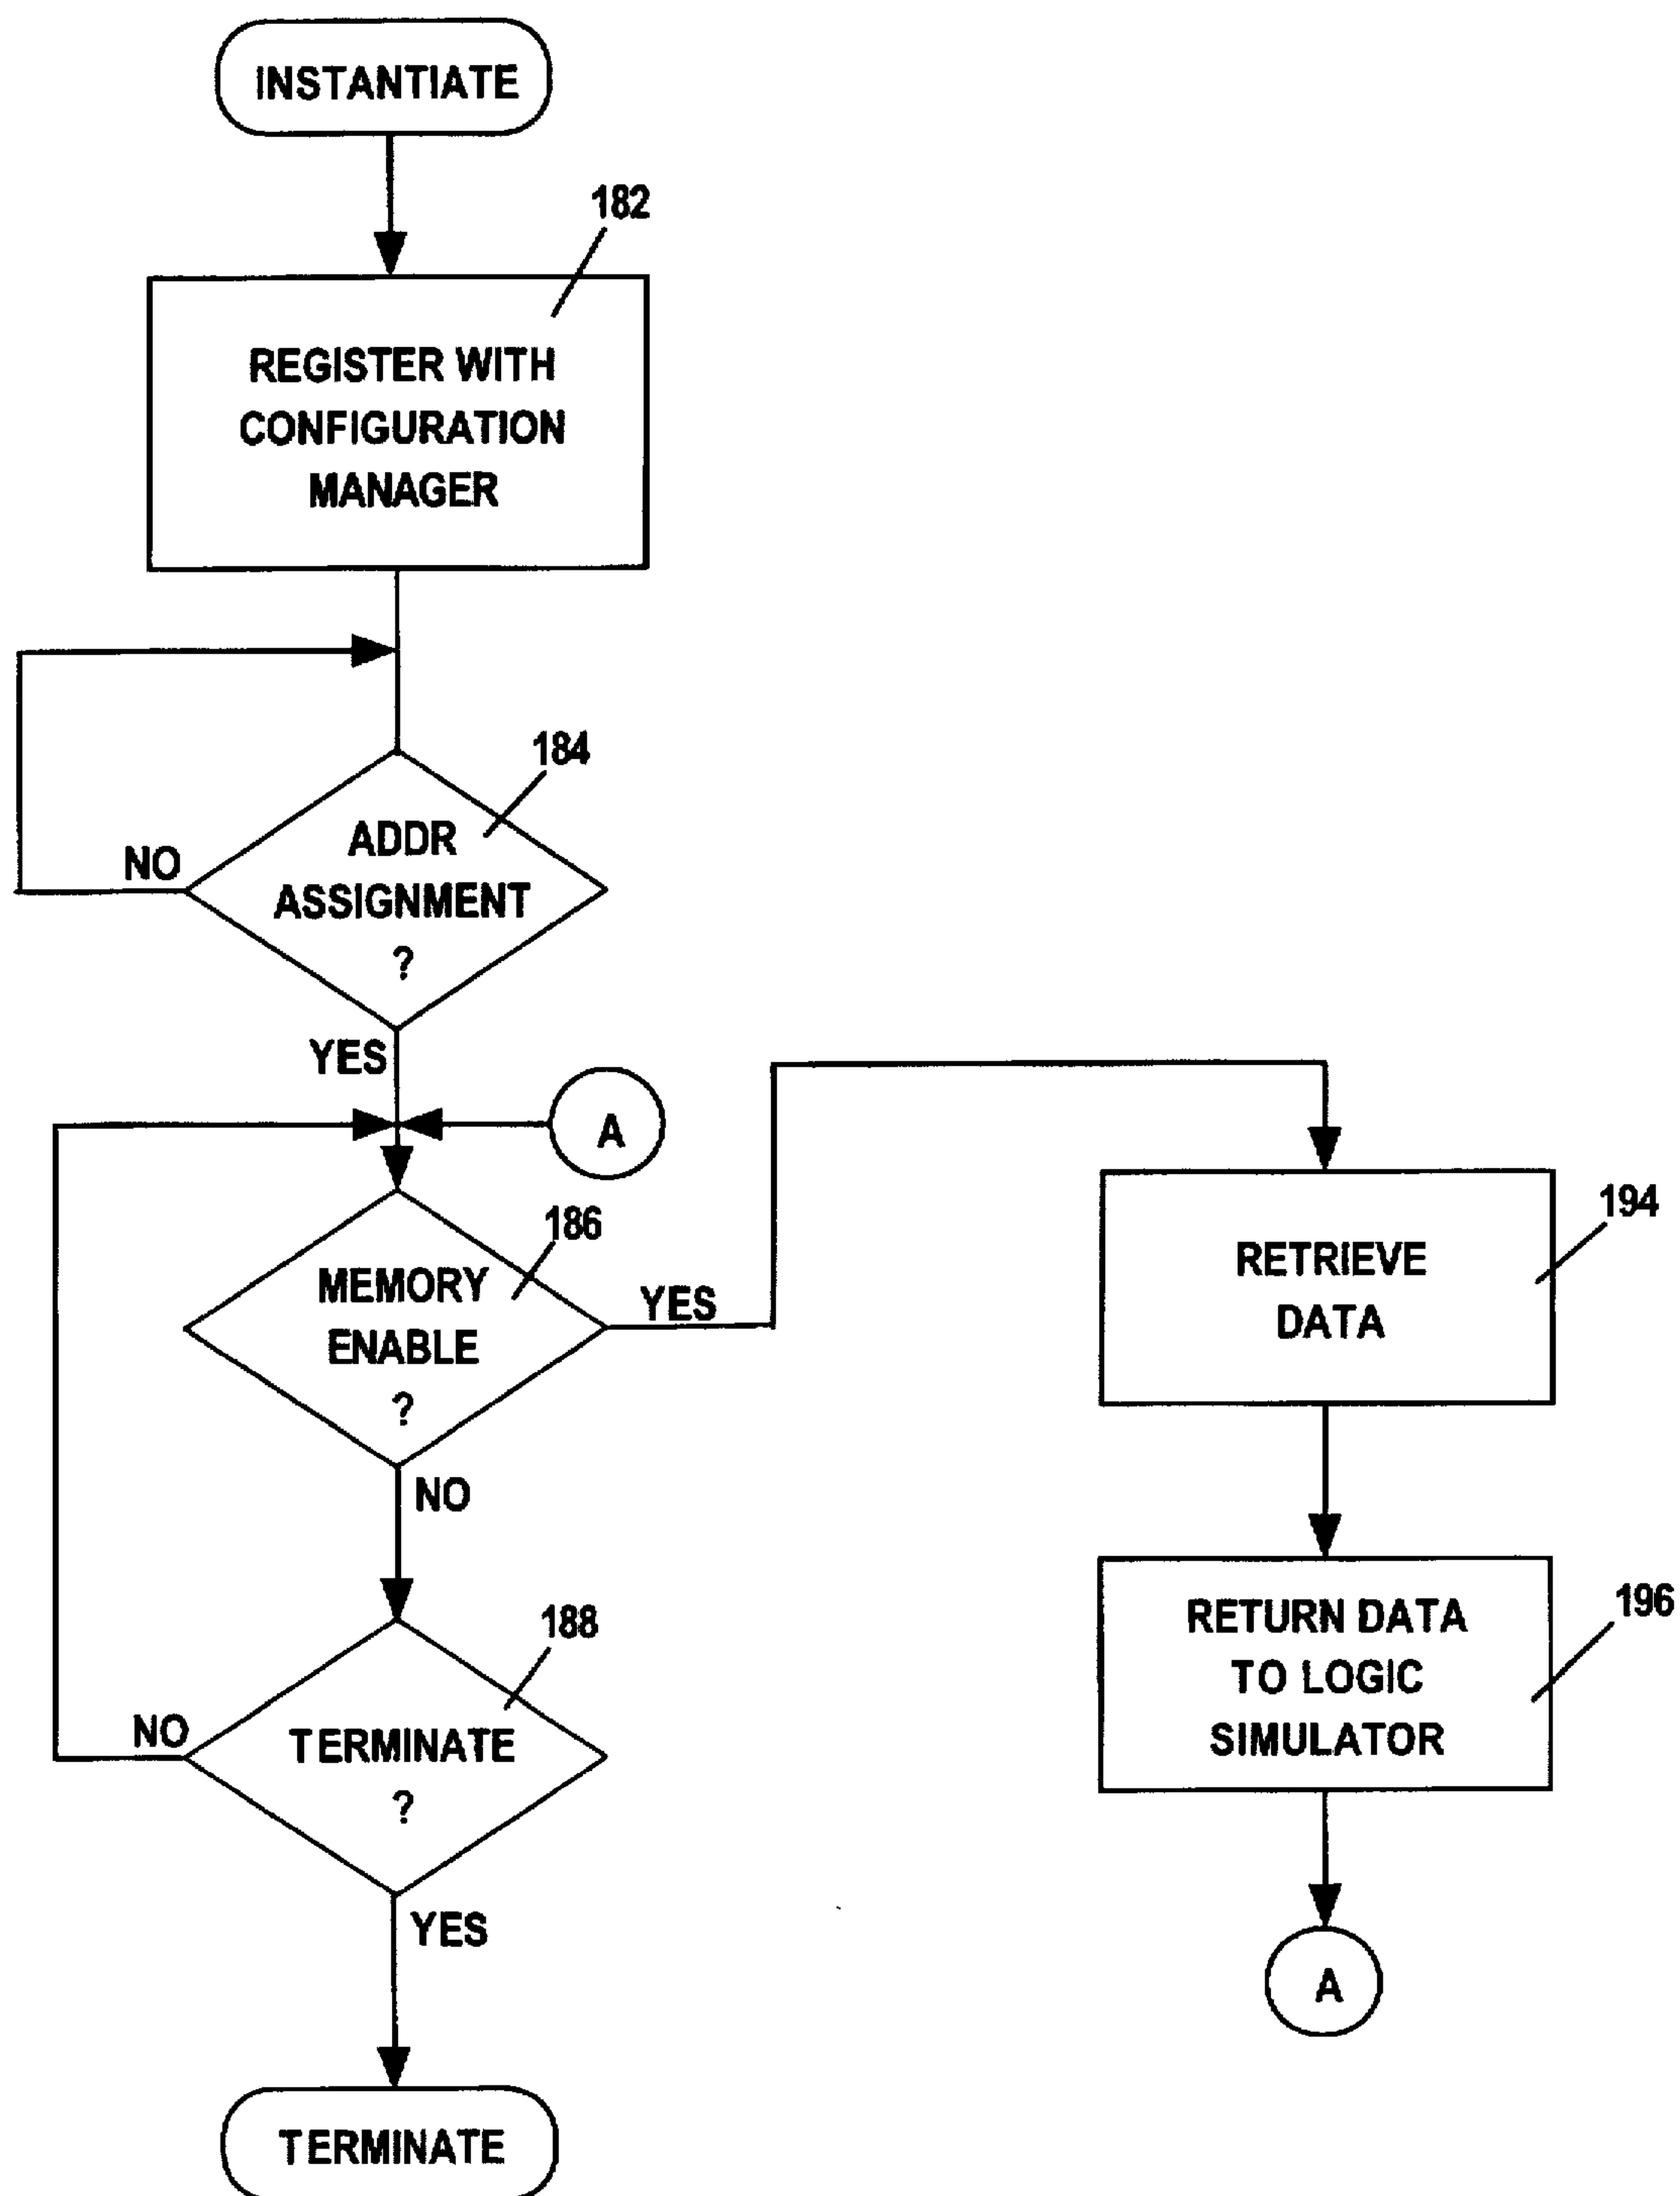 INSTANTIATE
182
REGISTER WITH
CONFIGURATION
MANAGER
184
ADDR
ASSIGNMENT
?
NO
YES
A
186
MEMORY
ENABLE
?
YES
NO
188
TERMINATE
?
NO
YES
TERMINATE
194
RETRIEVE
DATA
196
RETURN DATA
TO LOGIC
SIMULATOR
A